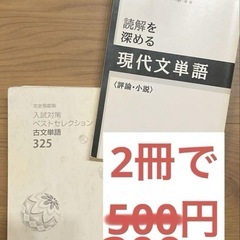 読解を
深める
現代文単語
〈評論・小説〉
入試対策
ベストセレクション
古文単語
325
2冊で
500円